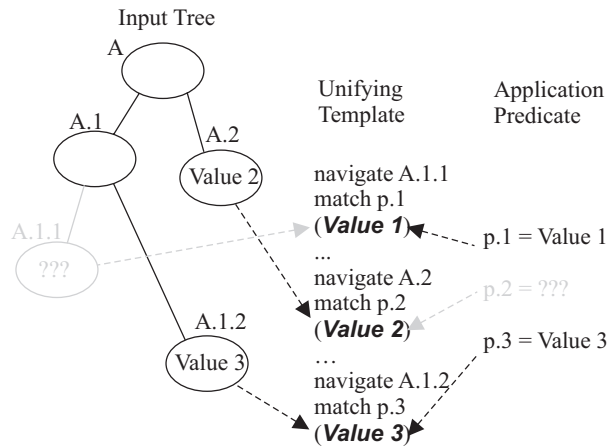 Input Tree
A
A.1
A.2
Value 2
A.1.1
???
A.1.2
Value 3
Unifying
Template
navigate A.1.1
match p.1
(Value 1)
...
navigate A.2
match p.2
(Value 2)
...
navigate A.1.2
match p.3
(Value 3)
Application
Predicate
p.1 = Value 1
p.2 = ???
p.3 = Value 3